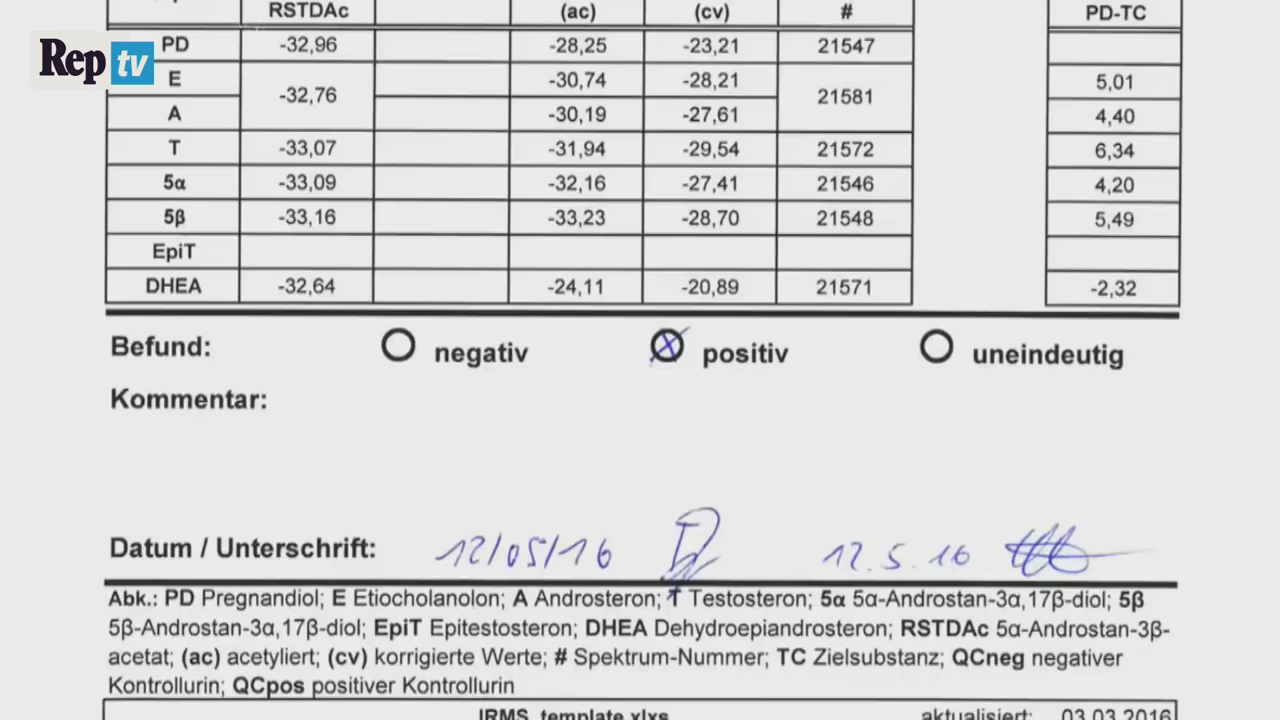 RSTDAc (ac) (cv) # PD-TC
Rep tv
PD -32,96 -28,25 -23,21 21547
E -32,76 -30,74 -28,21 21581 5,01
A -30,19 -27,61 4,40
T -33,07 -31,94 -29,54 21572 6,34
5α -33,09 -32,16 -27,41 21546 4,20
5β -33,16 -33,23 -28,70 21548 5,49
EpiT
DHEA -32,64 -24,11 -20,89 21571 -2,32
Befund: negativ positiv uneindeutig
Kommentar:
Datum / Unterschrift: 12/05/16 12.5.16
Abk.: PD Pregnandiol; E Etiocholanolon; A Androsteron; T Testosteron; 5α 5α-Androstan-3α,17β-diol; 5β
5β-Androstan-3α,17β-diol; EpiT Epitestosteron; DHEA Dehydroepiandrosteron; RSTDAc 5α-Androstan-3β-
acetat; (ac) acetyliert; (cv) korrigierte Werte; # Spektrum-Nummer; TC Zielsubstanz; QCneg negativer
Kontrollurin; QCpos positiver Kontrollurin
IRMS_template.xlxs aktualisiert: 03.03.2016